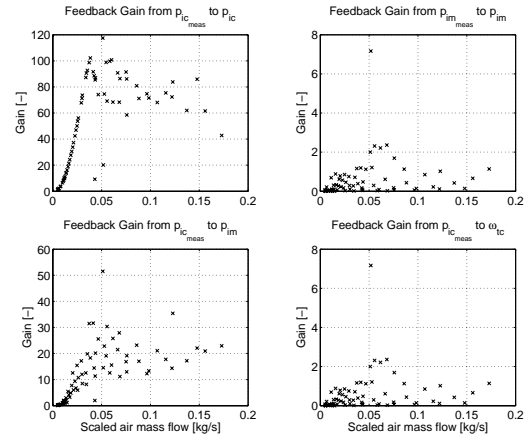 Feedback Gain from p_ic_meas to p_ic
Gain [−]
120
100
80
60
40
20
0
0 0.05 0.1 0.15 0.2
Feedback Gain from p_im_meas to p_im
Gain [−]
8
6
4
2
0
0 0.05 0.1 0.15 0.2
Feedback Gain from p_ic_meas to p_im
Gain [−]
60
50
40
30
20
10
0
0 0.05 0.1 0.15 0.2
Scaled air mass flow [kg/s]
Feedback Gain from p_ic_meas to ω_tc
Gain [−]
8
6
4
2
0
0 0.05 0.1 0.15 0.2
Scaled air mass flow [kg/s]